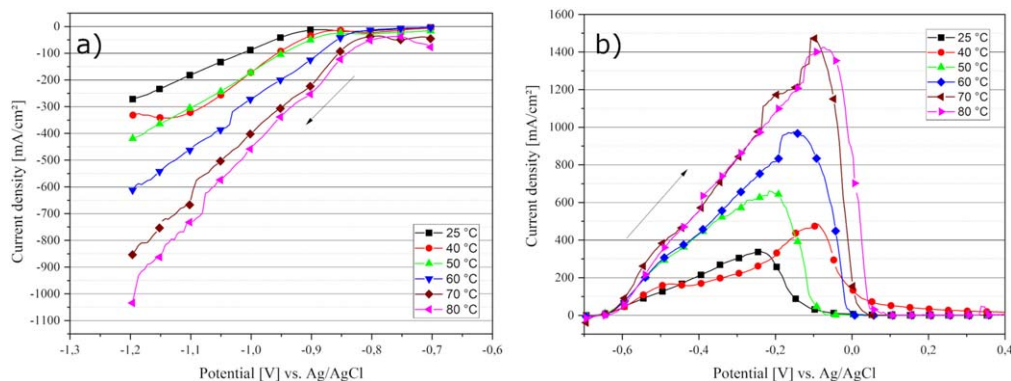 a)
Current density [mA/cm²]
0
-100
-200
-300
-400
-500
-600
-700
-800
-900
-1000
-1100
-1,3
-1,2
-1,1
-1,0
-0,9
-0,8
-0,7
-0,6
Potential [V] vs. Ag/AgCl
25 °C
40 °C
50 °C
60 °C
70 °C
80 °C
b)
Current density [mA/cm²]
1400
1200
1000
800
600
400
200
0
-0,6
-0,4
-0,2
0,0
0,2
0,4
Potential [V] vs. Ag/AgCl
25 °C
40 °C
50 °C
60 °C
70 °C
80 °C